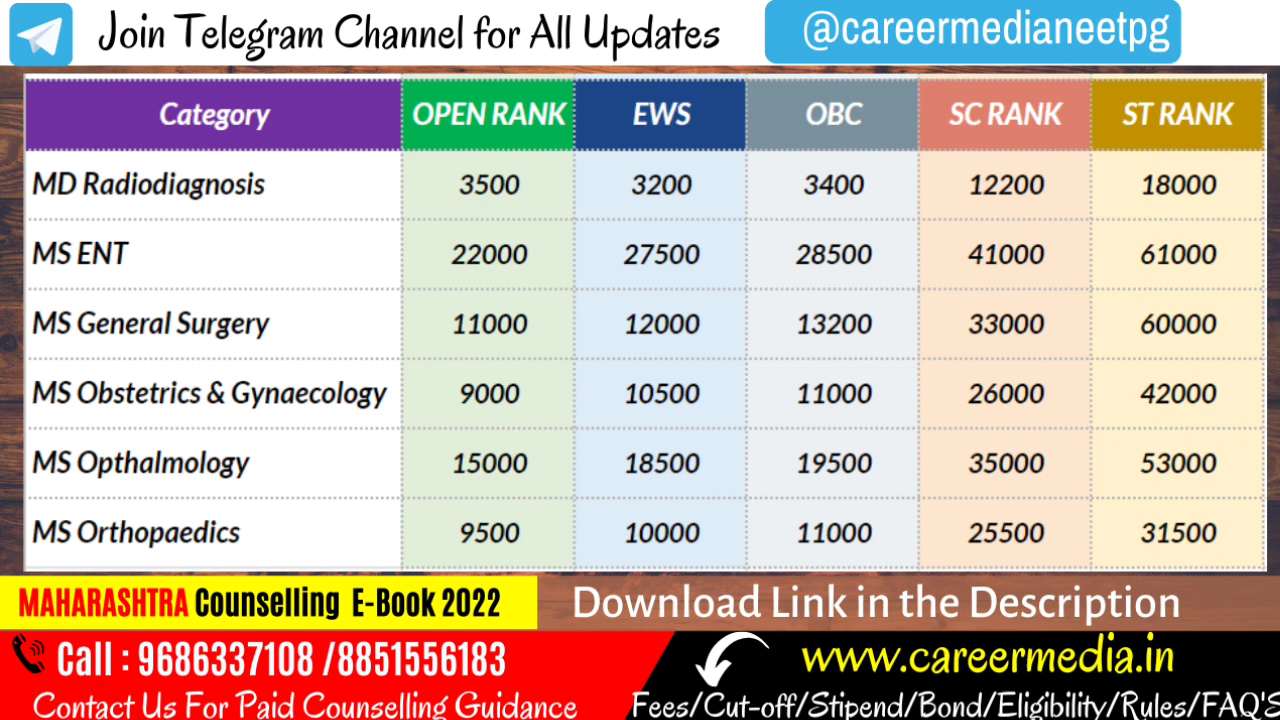 Join Telegram Channel for All Updates @careermedianeetpg
Category OPEN RANK EWS OBC SC RANK ST RANK
MD Radiodiagnosis 3500 3200 3400 12200 18000
MS ENT 22000 27500 28500 41000 61000
MS General Surgery 11000 12000 13200 33000 60000
MS Obstetrics & Gynaecology 9000 10500 11000 26000 42000
MS Opthalmology 15000 18500 19500 35000 53000
MS Orthopaedics 9500 10000 11000 25500 31500
MAHARASHTRA Counselling E-Book 2022 Download Link in the Description
Call : 9686337108 /8851556183 www.careermedia.in
Contact Us For Paid Counselling Guidance Fees/Cut-off/Stipend/Bond/Eligibility/Rules/FAQ'S